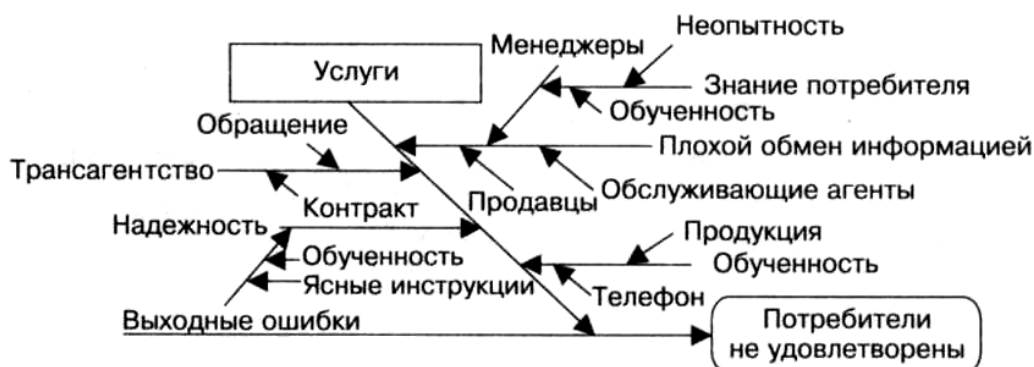 Неопытность
Менеджеры
Услуги
Знание потребителя
Обученность
Обращение
Плохой обмен информацией
Трансагентство
Обслуживающие агенты
Продавцы
Контракт
Надежность
Продукция
Обученность
Обученность
Ясные инструкции
Телефон
Выходные ошибки
Потребители
не удовлетворены